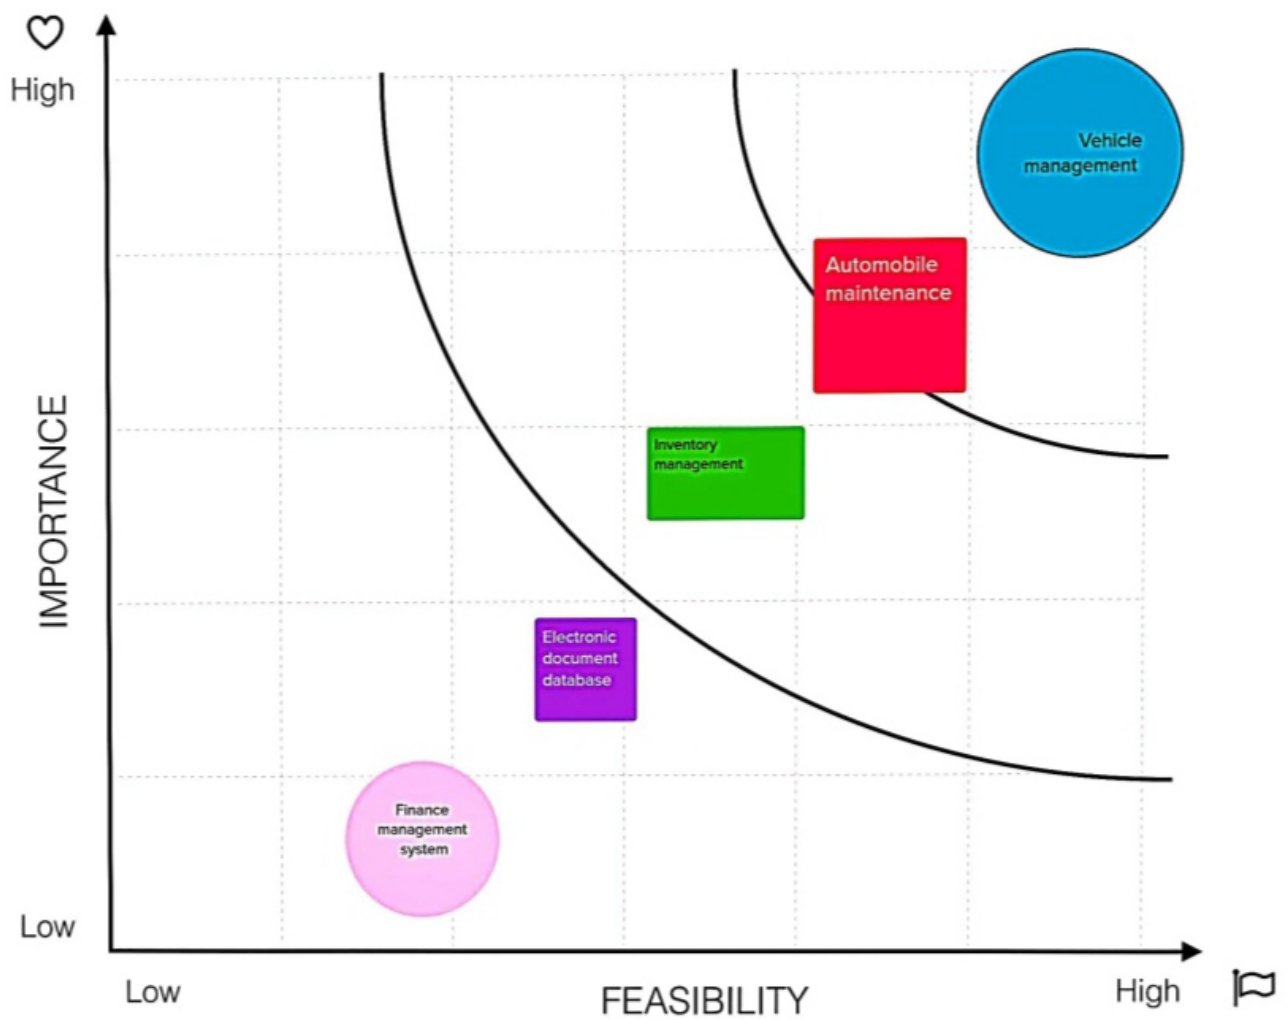 High
Vehicle
management
Automobile
maintenance
Inventory
management
IMPORTANCE
Electronic
document
database
Finance
management
system
Low
Low
FEASIBILITY
High